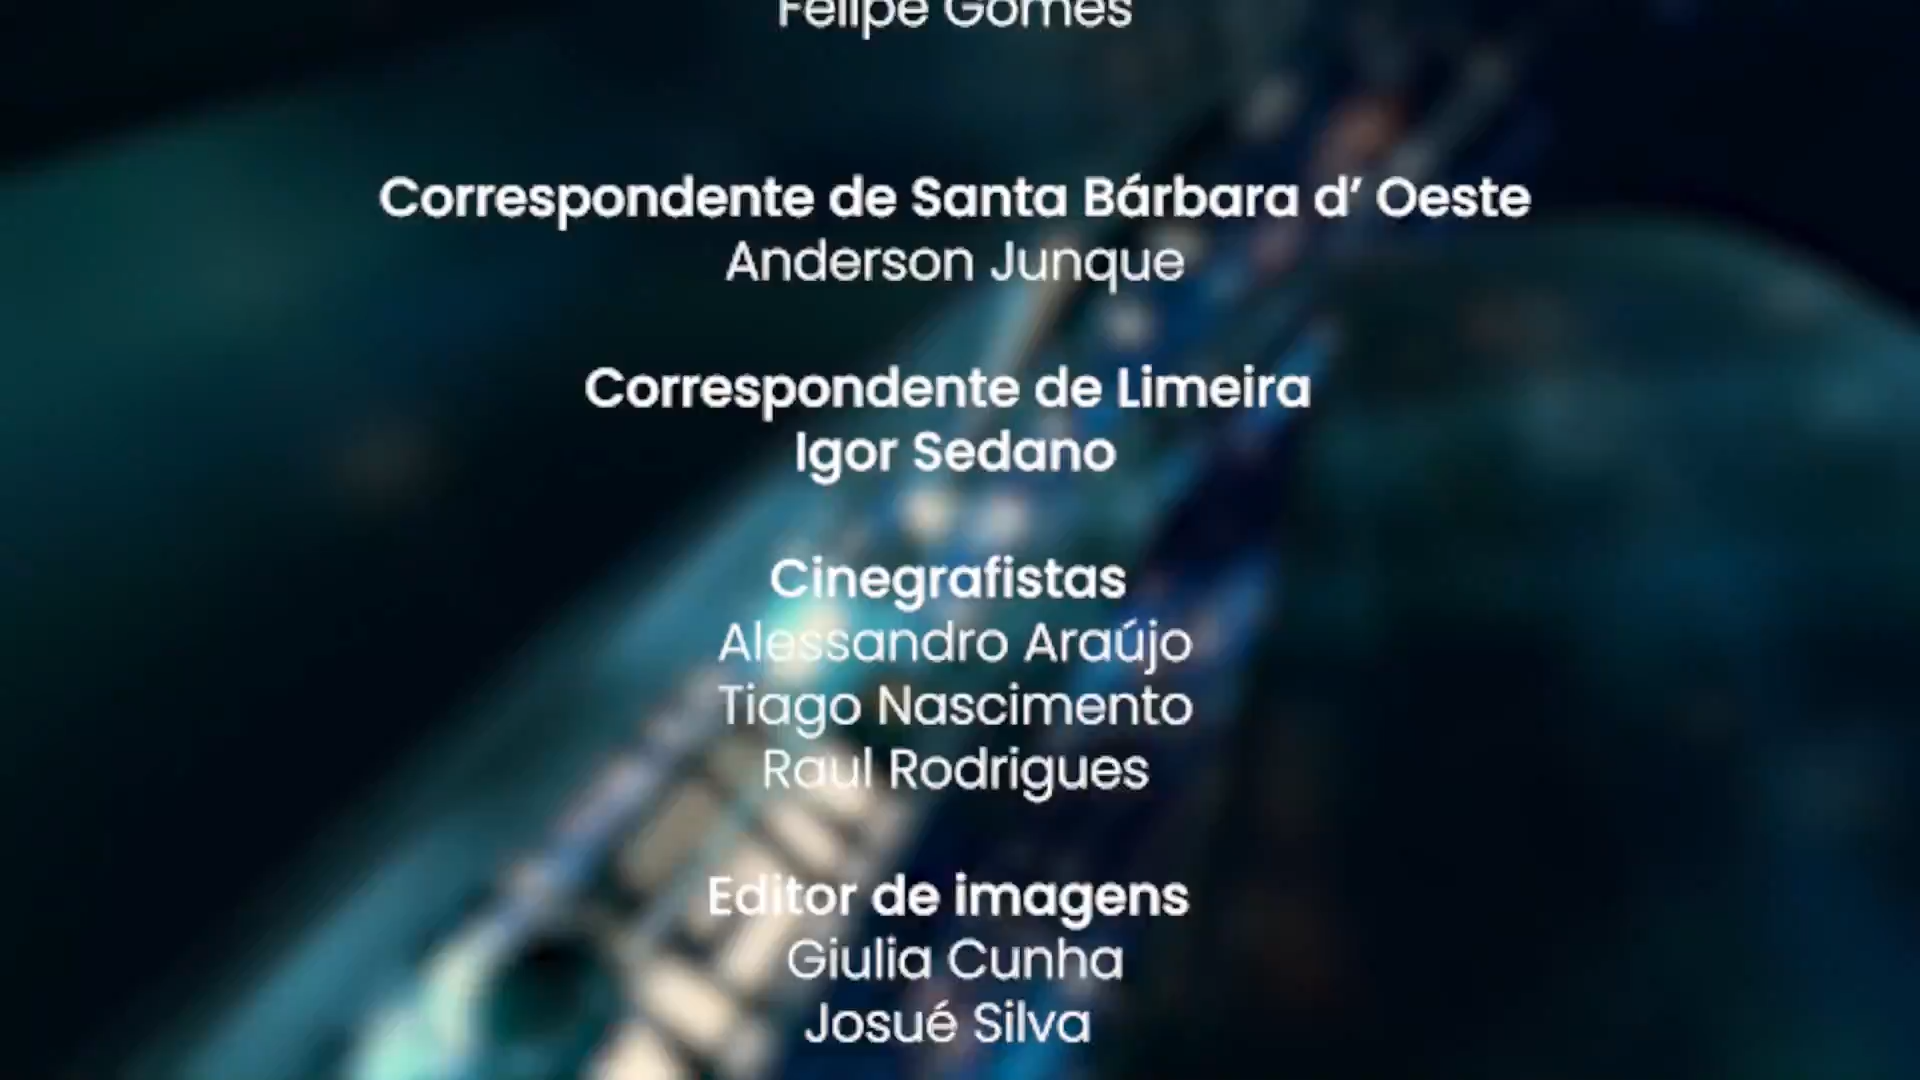 Felipe Gomes
Correspondente de Santa Bárbara d’ Oeste
Anderson Junque
Correspondente de Limeira
Igor Sedano
Cinegrafistas
Alessandro Araújo
Tiago Nascimento
Raul Rodrigues
Editor de imagens
Giulia Cunha
Josué Silva